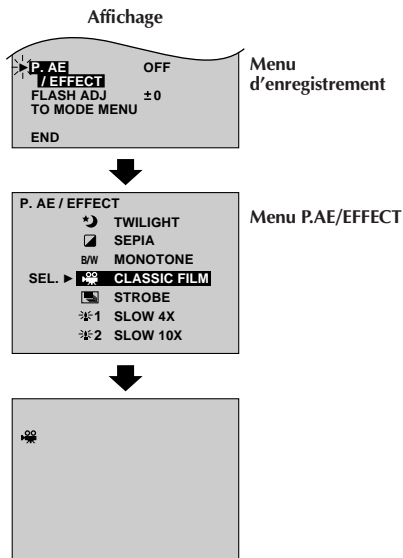 Affichage
P. AE OFF
/ EFFECT
FLASH ADJ ±0
TO MODE MENU
END
Menu
d'enregistrement
P. AE / EFFECT
TWILIGHT
SEPIA
B/W MONOTONE
SEL. ► CLASSIC FILM
STROBE
1 SLOW 4X
2 SLOW 10X
Menu P.AE/EFFECT